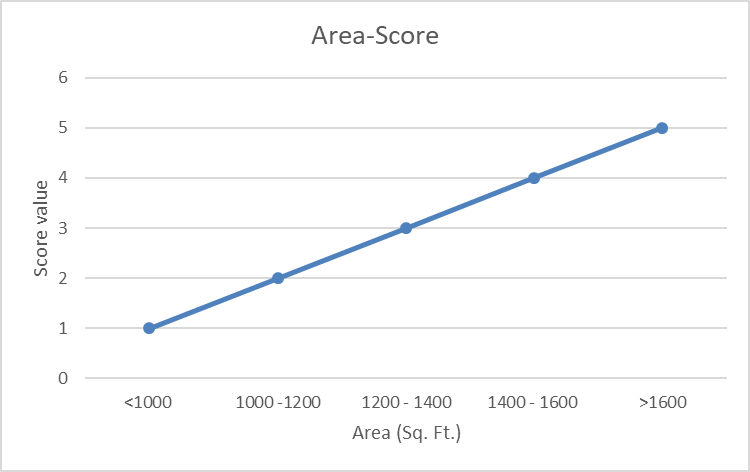 Area-Score
6
5
4
3
2
1
0
Score value
<1000
1000 -1200
1200 - 1400
1400 - 1600
>1600
Area (Sq. Ft.)